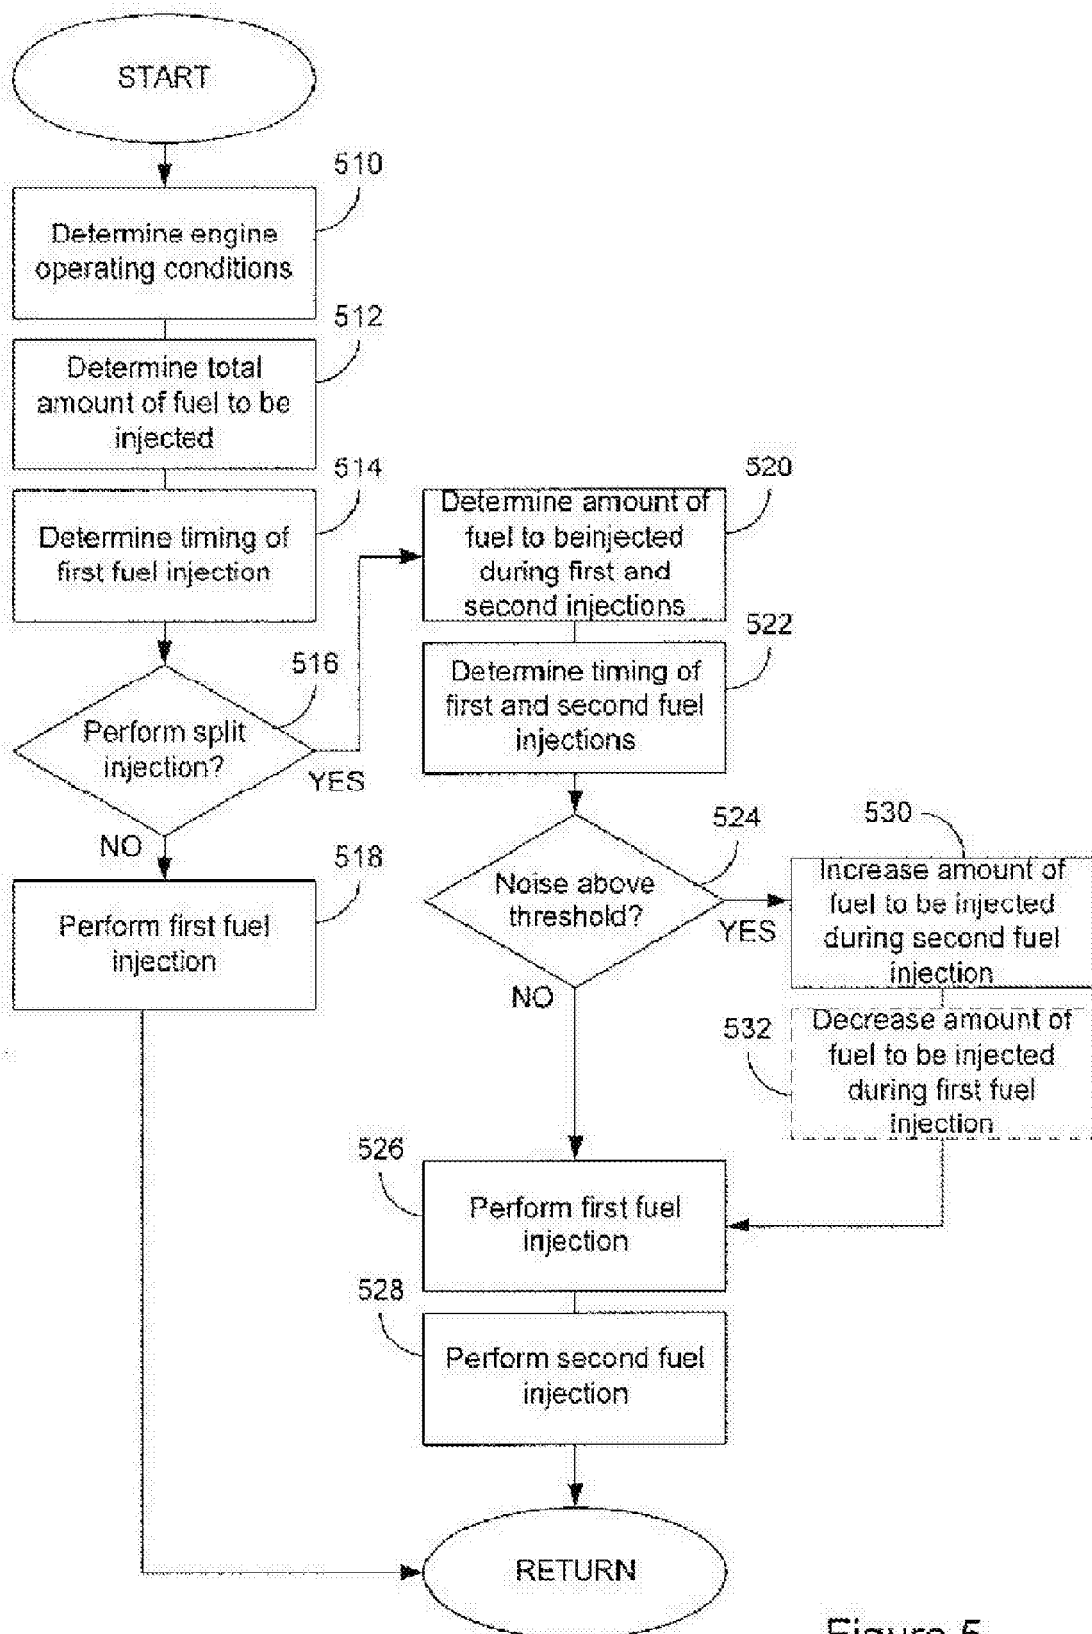 START
510
Determine engine
operating conditions
512
Determine total
amount of fuel to be
injected
514
Determine timing of
first fuel injection
516
Perform split
injection?
YES
NO
518
Perform first fuel
injection
520
Determine amount of
fuel to beinjected
during first and
second injections
522
Determine timing of
first and second fuel
injections
524
Noise above
threshold?
YES
NO
530
Increase amount of
fuel to be injected
during second fuel
injection
532
Decrease amount of
fuel to be injected
during first fuel
injection
526
Perform first fuel
injection
528
Perform second fuel
injection
RETURN
Figure 5